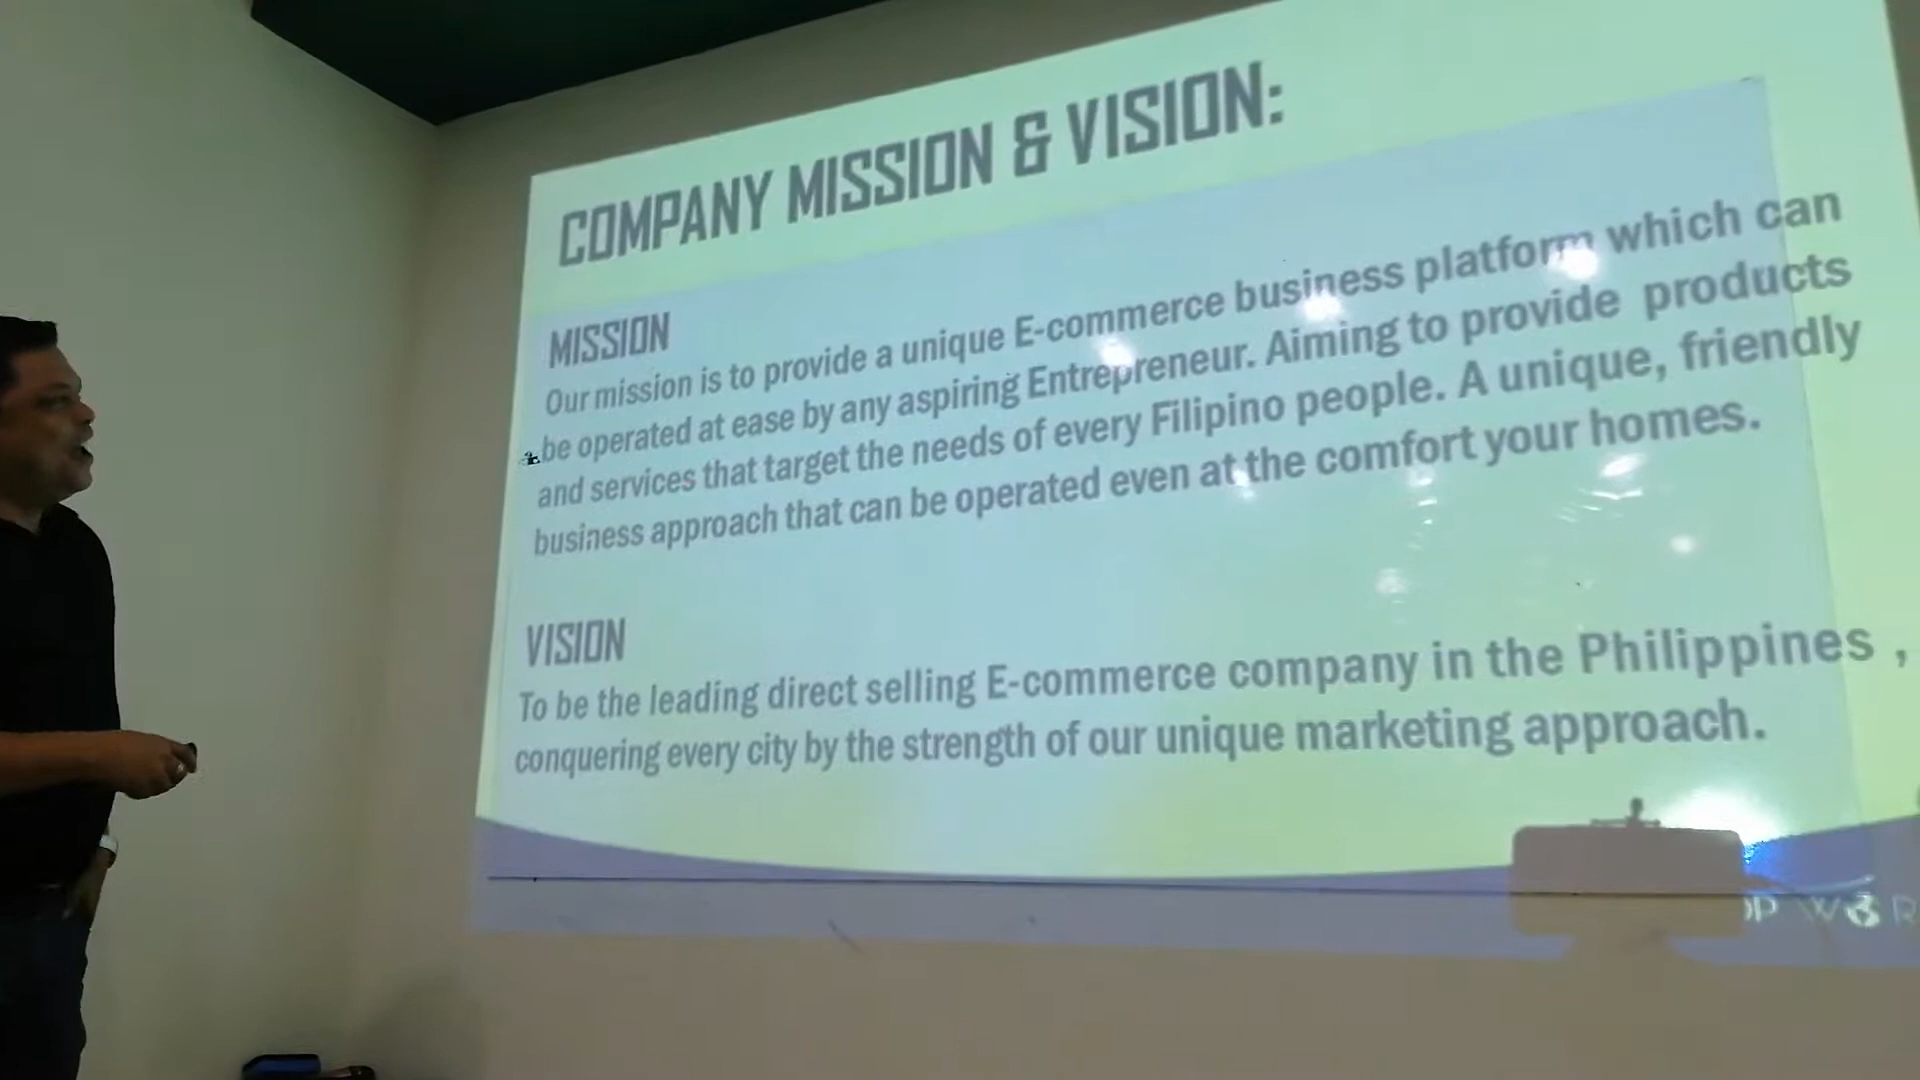 COMPANY MISSION & VISION:
MISSION
Our mission is to provide a unique E-commerce business platform which can
be operated at ease by any aspiring Entrepreneur. Aiming to provide products
and services that target the needs of every Filipino people. A unique, friendly
business approach that can be operated even at the comfort your homes.
VISION
To be the leading direct selling E-commerce company in the Philippines ,
conquering every city by the strength of our unique marketing approach.